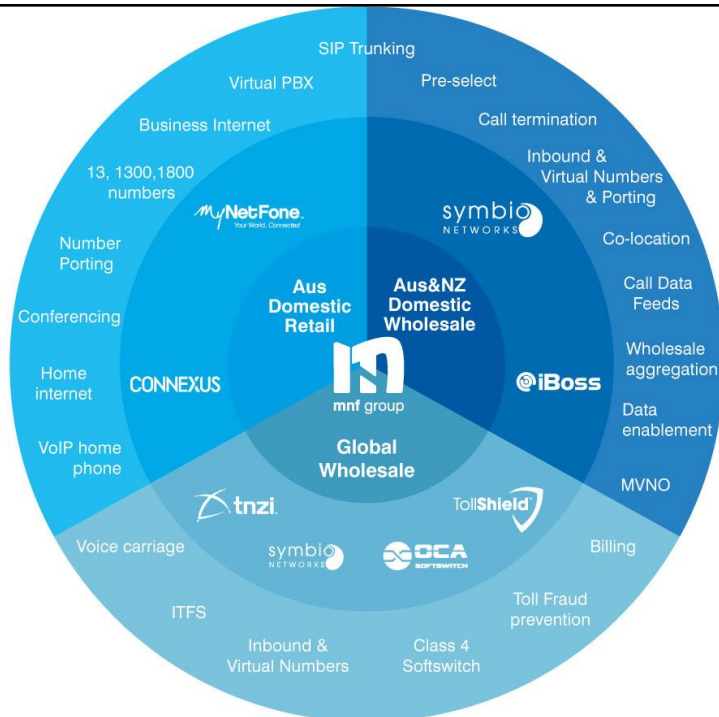 SIP Trunking
Virtual PBX
Pre-select
Business Internet
Call termination
13, 1300,1800
numbers
Inbound &
Virtual Numbers
& Porting
MyNetFone™
Your World, Connected
symbio
NETWORKS
Number
Porting
Co-location
Aus
Domestic
Retail
Aus&NZ
Domestic
Wholesale
Call Data
Feeds
Conferencing
Wholesale
aggregation
Home
internet
CONNEXUS
mnf group
iBoss
Data
enablement
VoIP home
phone
Global
Wholesale
MVNO
tnzi
TollShield
Voice carriage
symbio
NETWORKS
OCA
SOFTSWITCH
Billing
ITFS
Toll Fraud
prevention
Inbound &
Virtual Numbers
Class 4
Softswitch